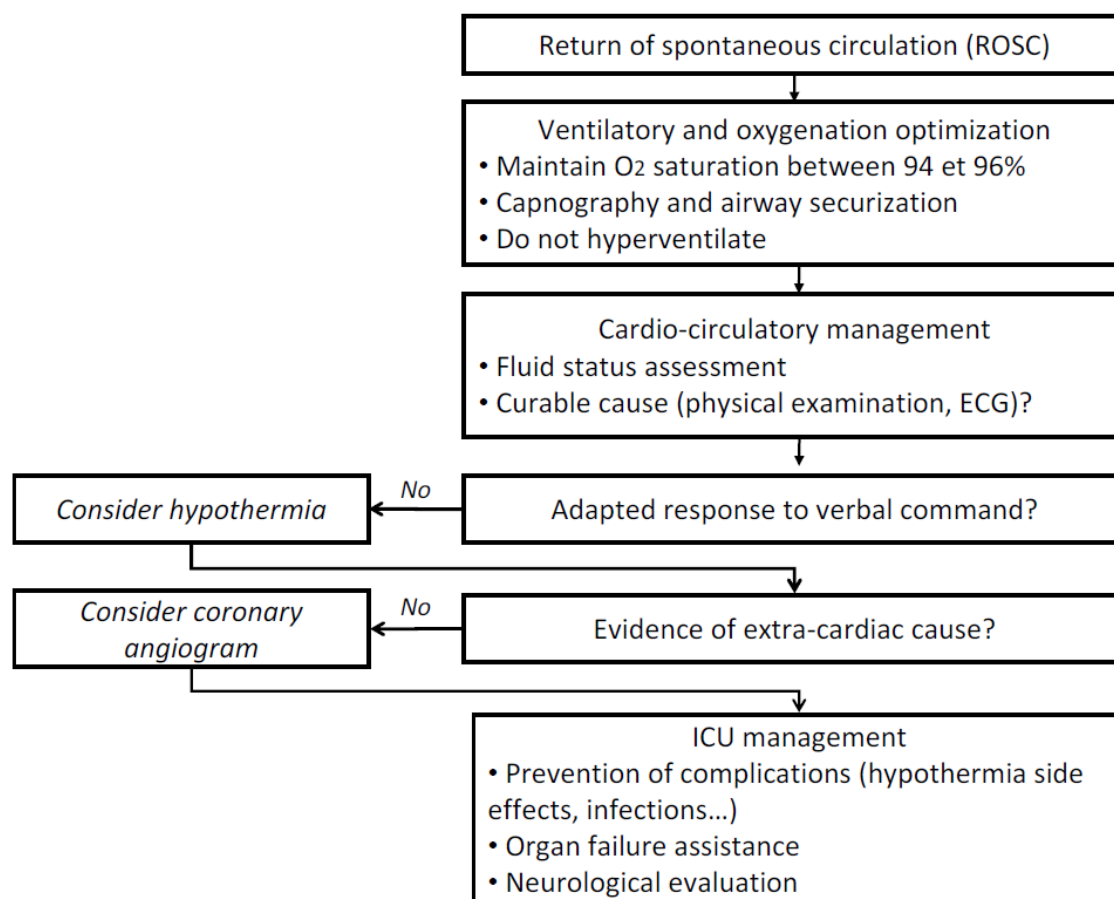 Return of spontaneous circulation (ROSC)
Ventilatory and oxygenation optimization
• Maintain O2 saturation between 94 et 96%
• Capnography and airway securization
• Do not hyperventilate
Cardio-circulatory management
• Fluid status assessment
• Curable cause (physical examination, ECG)?
Adapted response to verbal command?
No
Consider hypothermia
Evidence of extra-cardiac cause?
No
Consider coronary
angiogram
ICU management
• Prevention of complications (hypothermia side
effects, infections…)
• Organ failure assistance
• Neurological evaluation